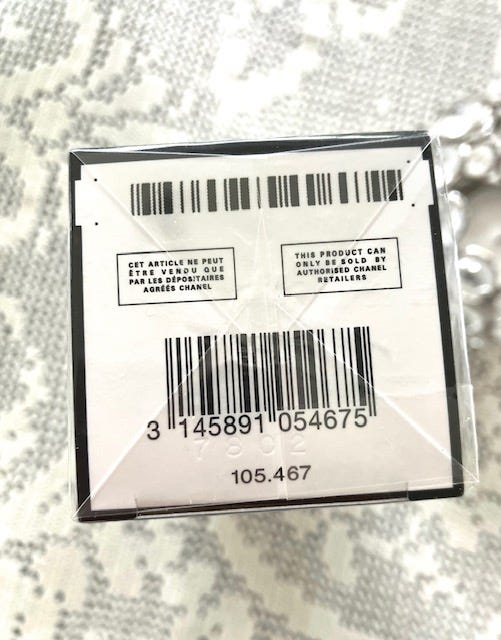 CET ARTICLE NE PEUT
ÊTRE VENDU QUE
PAR LES DÉPOSITAIRES
AGRÉÉS CHANEL
THIS PRODUCT CAN
ONLY BE SOLD BY
AUTHORISED CHANEL
RETAILERS
3 145891 054675
7802
105.467